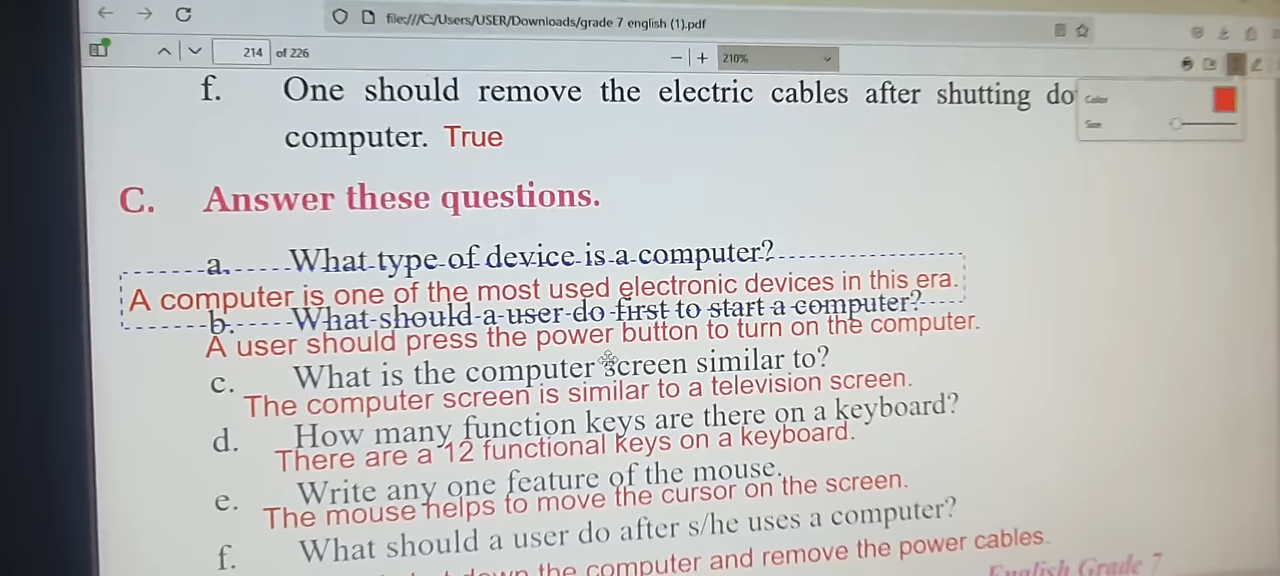 file:///C:/Users/USER/Downloads/grade 7 english (1).pdf
214 of 226
210%
f. One should remove the electric cables after shutting do
Color
Size
computer. True
C. Answer these questions.
a. What type of device is a computer?
A computer is one of the most used electronic devices in this era.
b. What should a user do first to start a computer?
A user should press the power button to turn on the computer.
c. What is the computer screen similar to?
The computer screen is similar to a television screen.
d. How many function keys are there on a keyboard?
There are a 12 functional keys on a keyboard.
e. Write any one feature of the mouse.
The mouse helps to move the cursor on the screen.
f. What should a user do after s/he uses a computer?
down the computer and remove the power cables.
English Grade 7